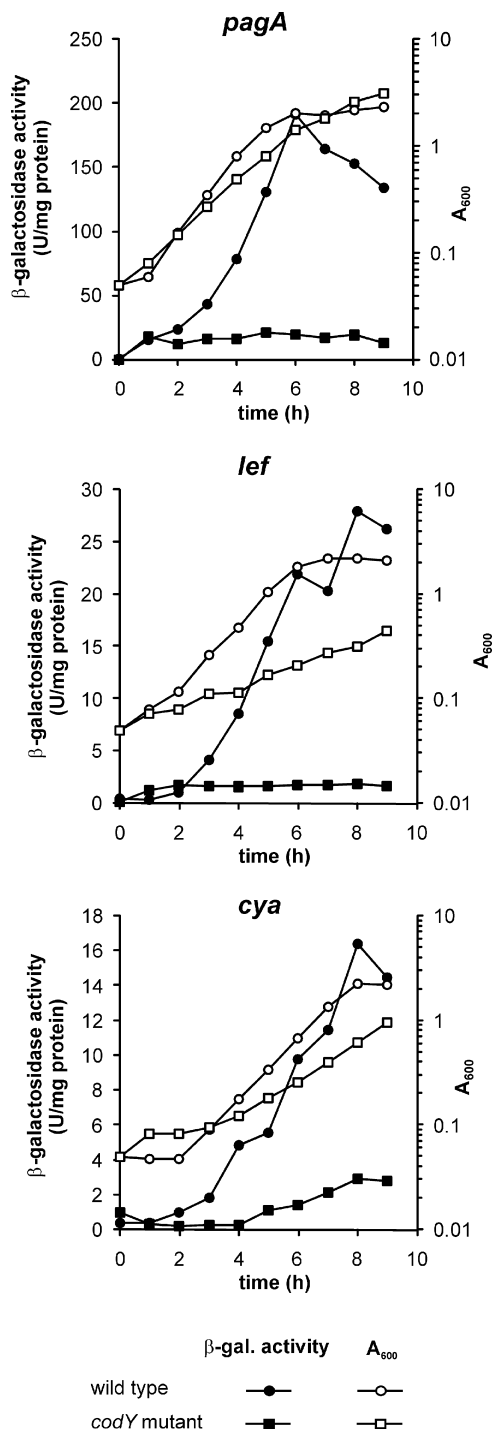 pagA
β-galactosidase activity
(U/mg protein)
250
200
150
100
50
0
10
1
0.1
0.01
A600
0 2 4 6 8 10
time (h)
lef
β-galactosidase activity
(U/mg protein)
30
25
20
15
10
5
0
10
1
0.1
0.01
A600
0 2 4 6 8 10
time (h)
cya
β-galactosidase activity
(U/mg protein)
18
16
14
12
10
8
6
4
2
0
10
1
0.1
0.01
A600
0 2 4 6 8 10
time (h)
β-gal. activity A600
wild type
codY mutant